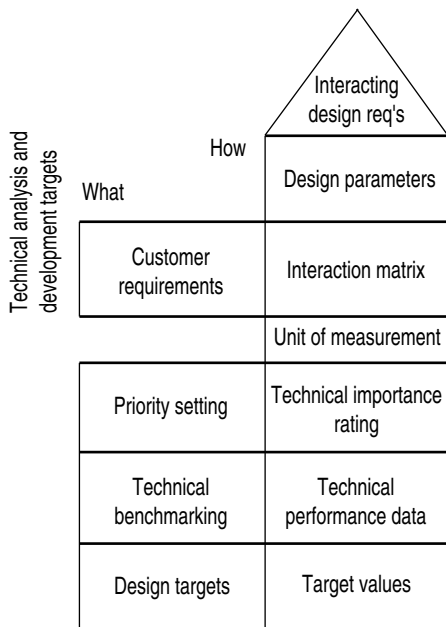 Interacting
design req's
Technical analysis and
development targets
How
Design parameters
What
Customer
requirements
Interaction matrix
Unit of measurement
Priority setting
Technical importance
rating
Technical
benchmarking
Technical
performance data
Design targets
Target values